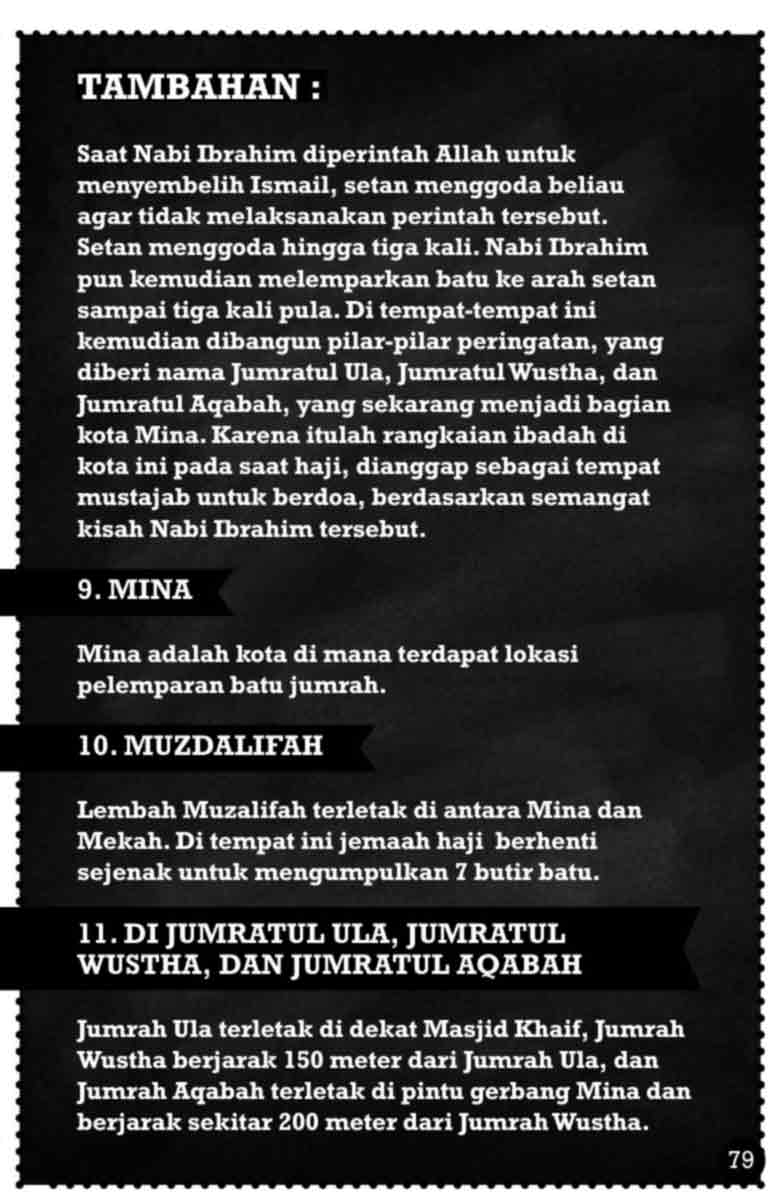 TAMBAHAN :
Saat Nabi Ibrahim diperintah Allah untuk
menyembelih Ismail, setan menggoda beliau
agar tidak melaksanakan perintah tersebut.
Setan menggoda hingga tiga kali. Nabi Ibrahim
pun kemudian melemparkan batu ke arah setan
sampai tiga kali pula. Di tempat-tempat ini
kemudian dibangun pilar-pilar peringatan, yang
diberi nama Jumratul Ula, Jumratul Wustha, dan
Jumratul Aqabah, yang sekarang menjadi bagian
kota Mina. Karena itulah rangkaian ibadah di
kota ini pada saat haji, dianggap sebagai tempat
mustajab untuk berdoa, berdasarkan semangat
kisah Nabi Ibrahim tersebut.
9. MINA
Mina adalah kota di mana terdapat lokasi
pelemparan batu jumrah.
10. MUZDALIFAH
Lembah Muzalifah terletak di antara Mina dan
Mekah. Di tempat ini jemaah haji  berhenti
sejenak untuk mengumpulkan 7 butir batu.
11. DI JUMRATUL ULA, JUMRATUL
WUSTHA, DAN JUMRATUL AQABAH
Jumrah Ula terletak di dekat Masjid Khaif, Jumrah
Wustha berjarak 150 meter dari Jumrah Ula, dan
Jumrah Aqabah terletak di pintu gerbang Mina dan
berjarak sekitar 200 meter dari Jumrah Wustha.
79